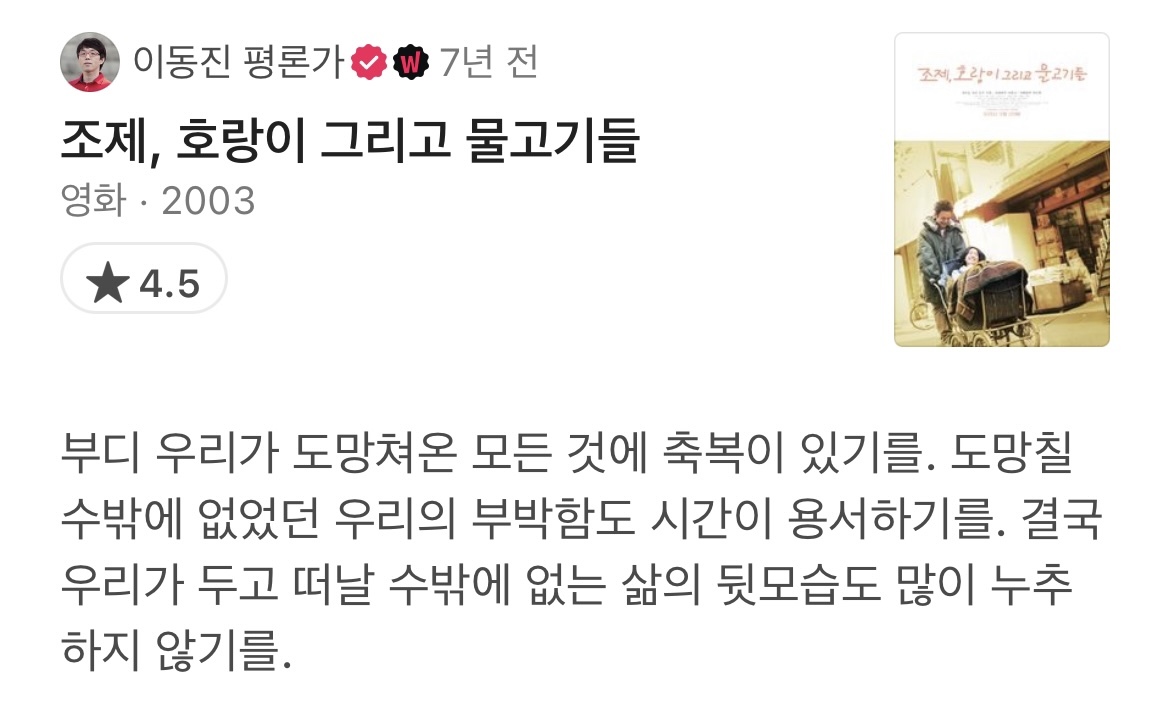 이동진 평론가 W 7년 전
조제, 호랑이 그리고 물고기들
영화 · 2003
★ 4.5
조제, 호랑이 그리고 물고기들
부디 우리가 도망쳐온 모든 것에 축복이 있기를. 도망칠
수밖에 없었던 우리의 부박함도 시간이 용서하기를. 결국
우리가 두고 떠날 수밖에 없는 삶의 뒷모습도 많이 누추
하지 않기를.